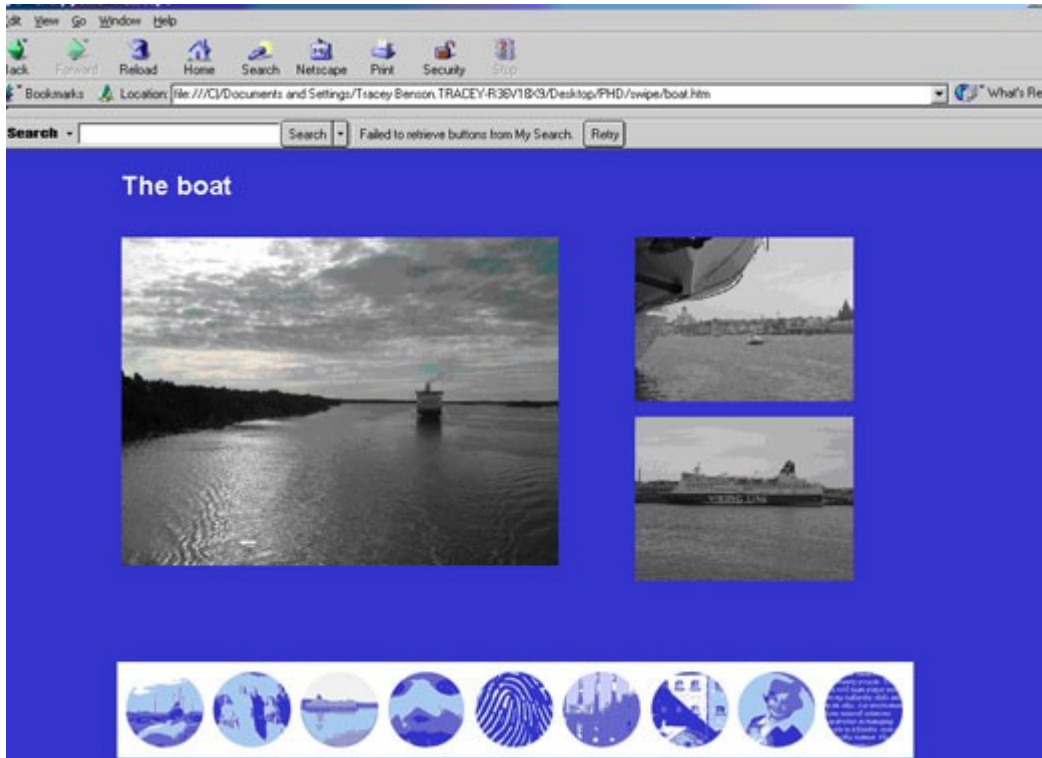 Edit View Go Window Help
Back Forward Reload Home Search Netscape Print Security Stop
Bookmarks Location: file:///C|/Documents and Settings/Tracey Benson.TRACEY-R36V18X9/Desktop/PHD/swipe/boat.htm What's Re
Search Search Failed to retrieve buttons from My Search. Retry
The boat
VIKING LINE